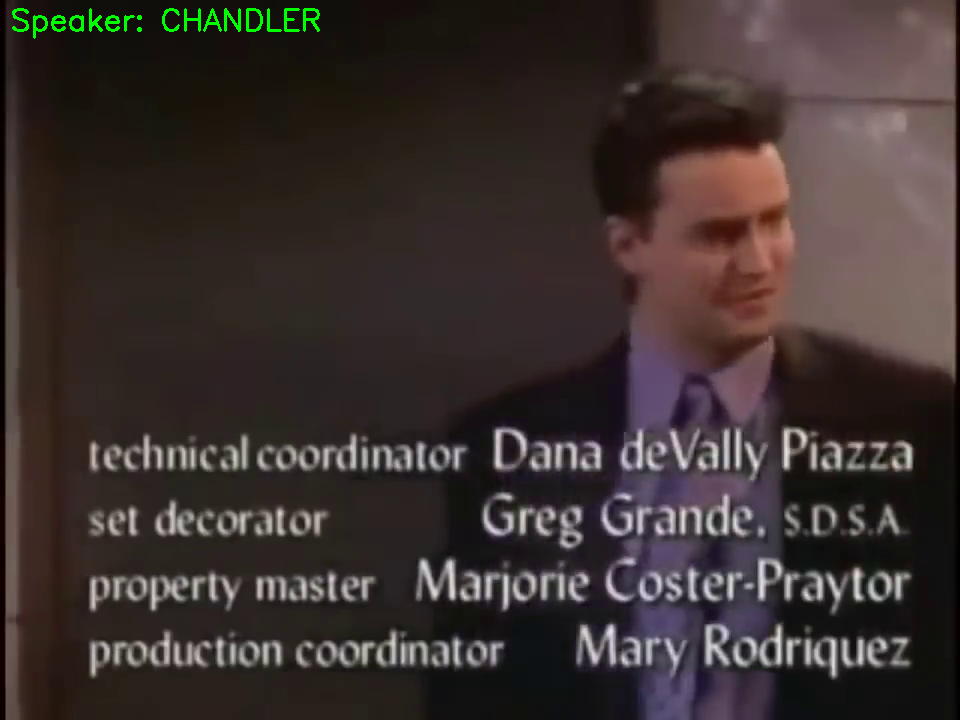 Speaker: CHANDLER
technical coordinator Dana deVally Piazza
set decorator Greg Grande, S.D.S.A.
property master Marjorie Coster-Praytor
production coordinator Mary Rodriquez